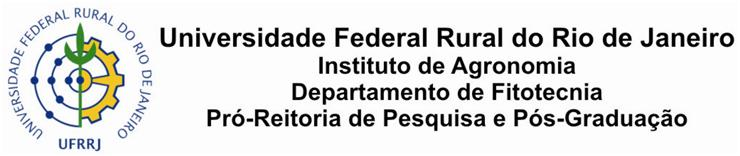 UNIVERSIDADE FEDERAL RURAL DO RIO DE JANEIRO
UFRRJ
Universidade Federal Rural do Rio de Janeiro
Instituto de Agronomia
Departamento de Fitotecnia
Pró-Reitoria de Pesquisa e Pós-Graduação